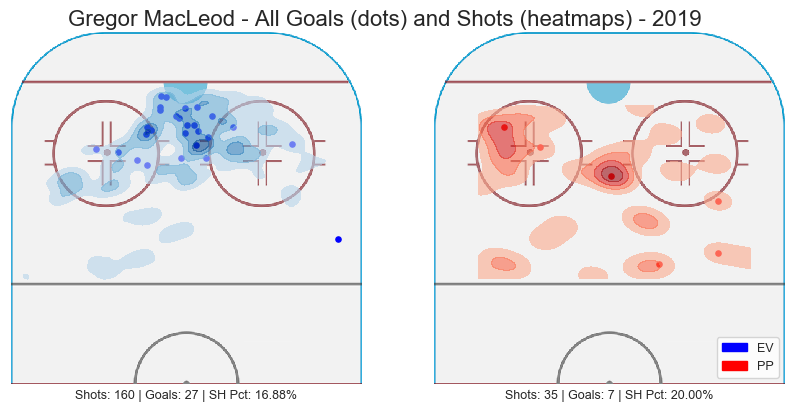 Gregor MacLeod - All Goals (dots) and Shots (heatmaps) - 2019
EV
PP
Shots: 160 | Goals: 27 | SH Pct: 16.88%
Shots: 35 | Goals: 7 | SH Pct: 20.00%